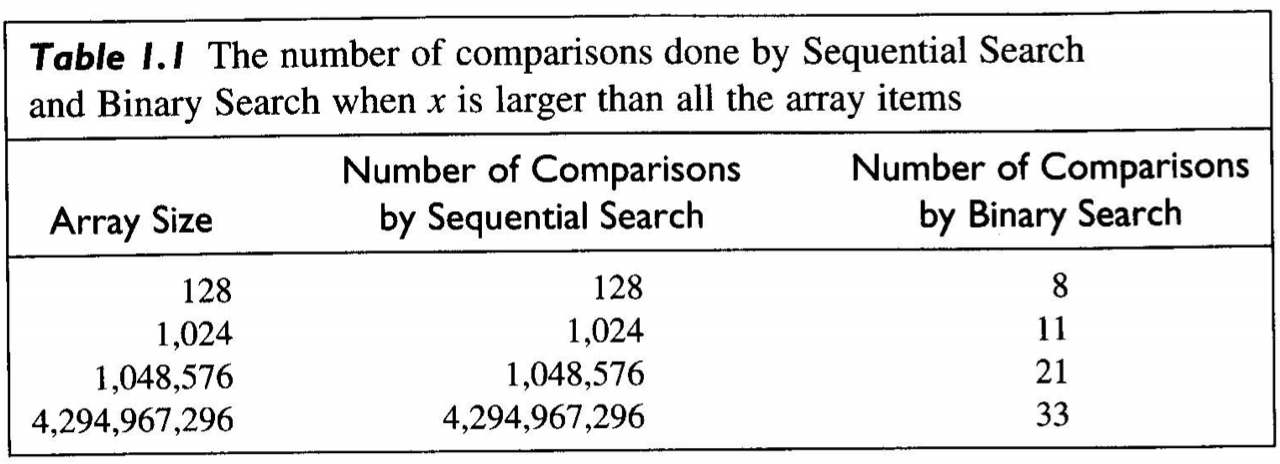 Table 1.1 The number of comparisons done by Sequential Search
and Binary Search when x is larger than all the array items
Array Size Number of Comparisons by Sequential Search Number of Comparisons by Binary Search
128 128 8
1,024 1,024 11
1,048,576 1,048,576 21
4,294,967,296 4,294,967,296 33